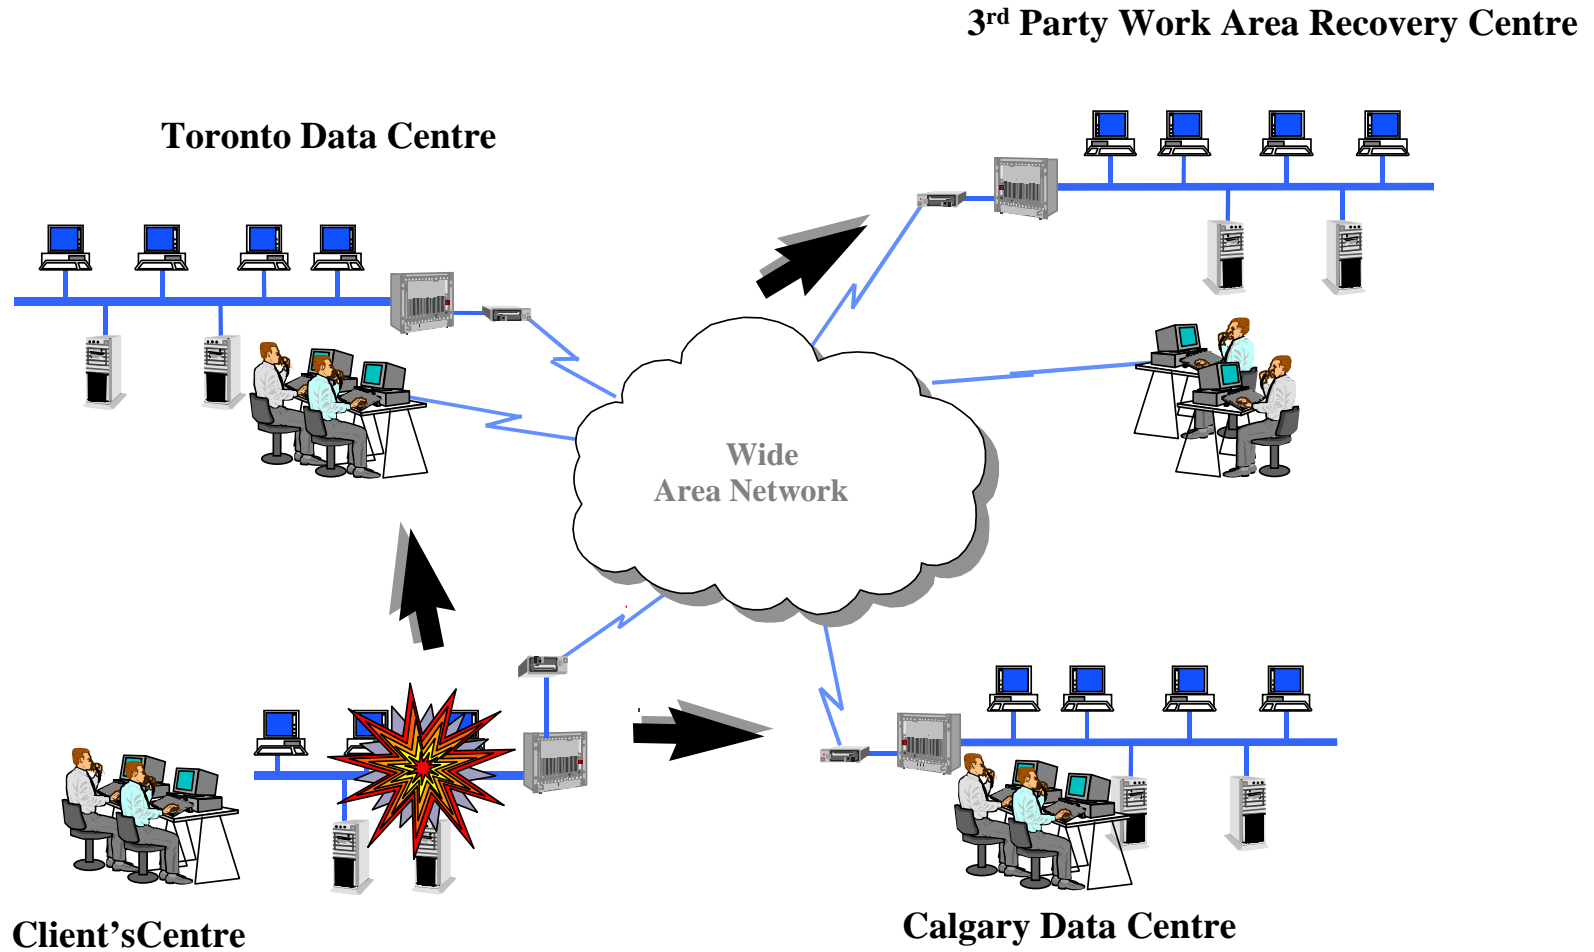 3rd Party Work Area Recovery Centre
Toronto Data Centre
Wide
Area Network
Client'sCentre
Calgary Data Centre